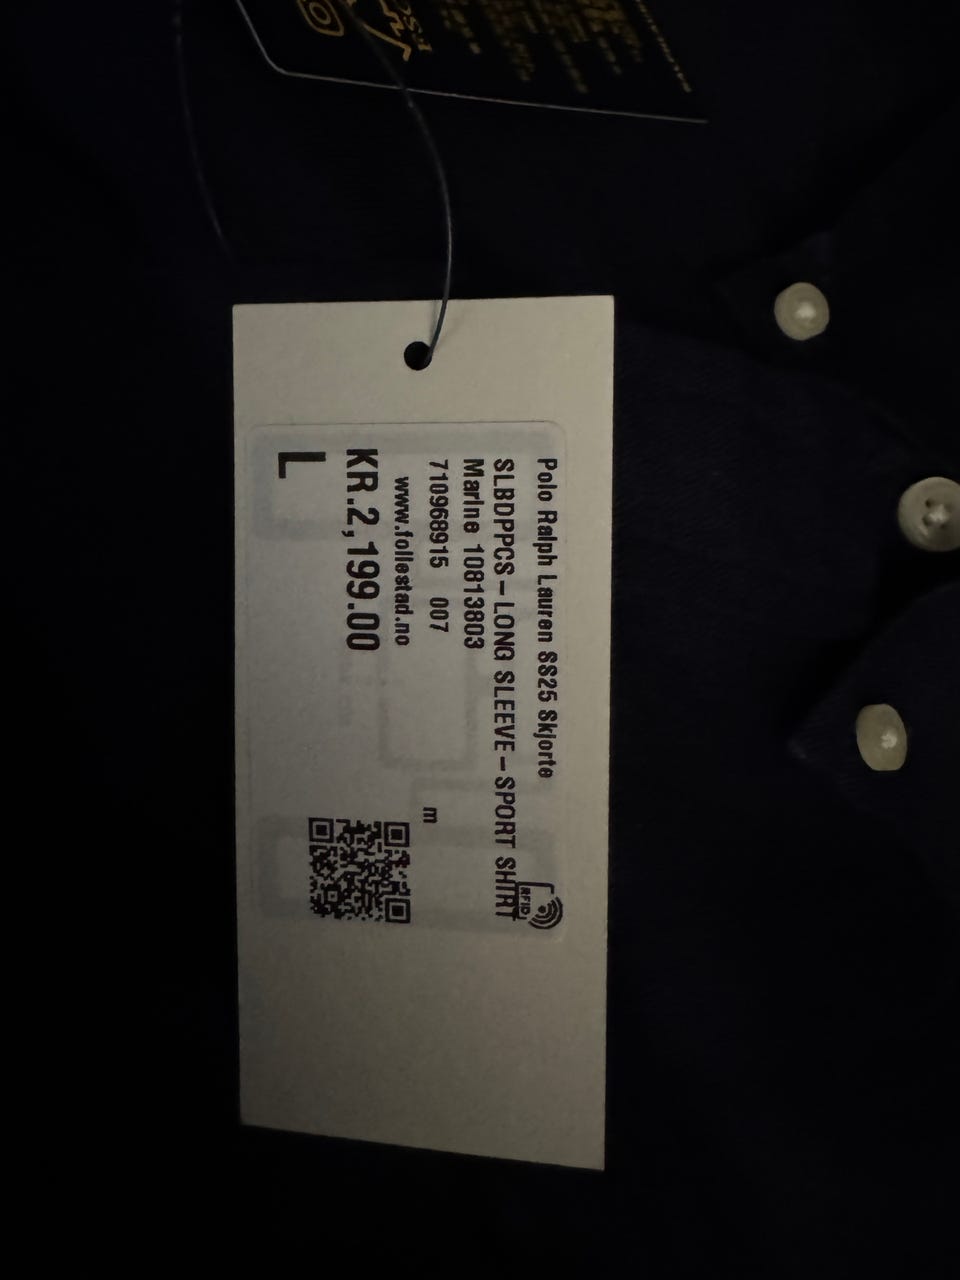 Polo Ralph Lauren SS25 Skjorte
SLBDPPCS-LONG SLEEVE-SPORT SHIRT
RFID
Marine 10813803
710968915 007
m
www.follestad.no
KR.2,199.00
L